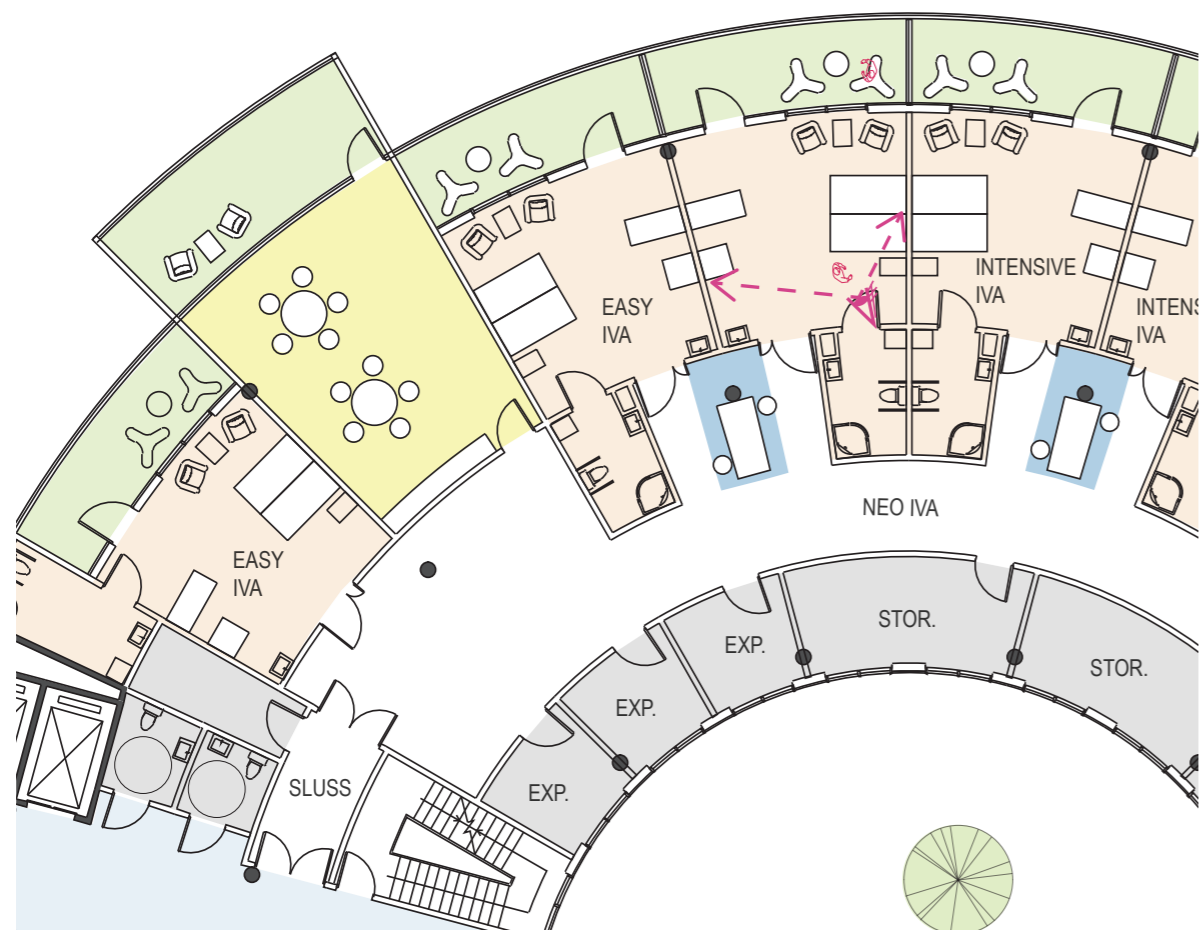 EASY
IVA
INTENSIVE
IVA
INTENS
IVA
EASY
IVA
NEO IVA
STOR.
STOR.
EXP.
EXP.
EXP.
SLUSS